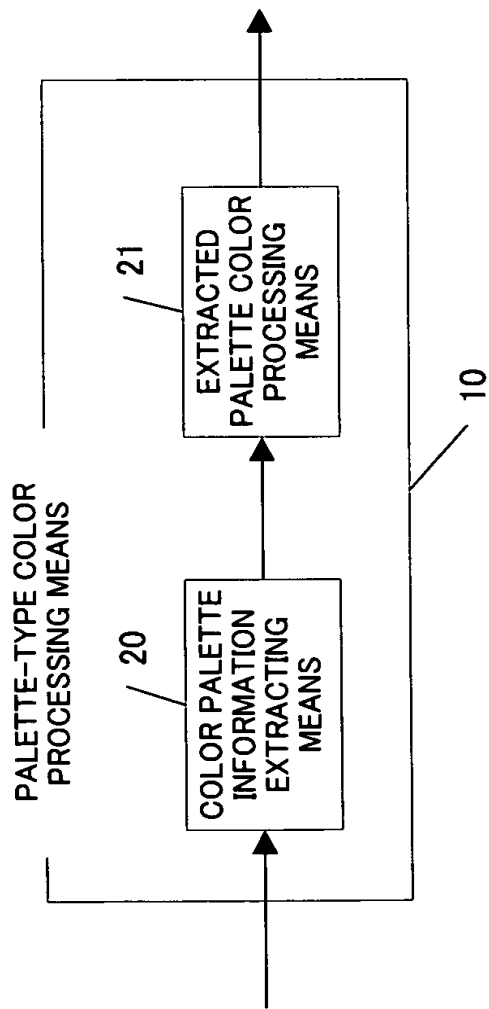 PALETTE-TYPE COLOR
PROCESSING MEANS
20
COLOR PALETTE
INFORMATION
EXTRACTING
MEANS
21
EXTRACTED
PALETTE COLOR
PROCESSING
MEANS
10